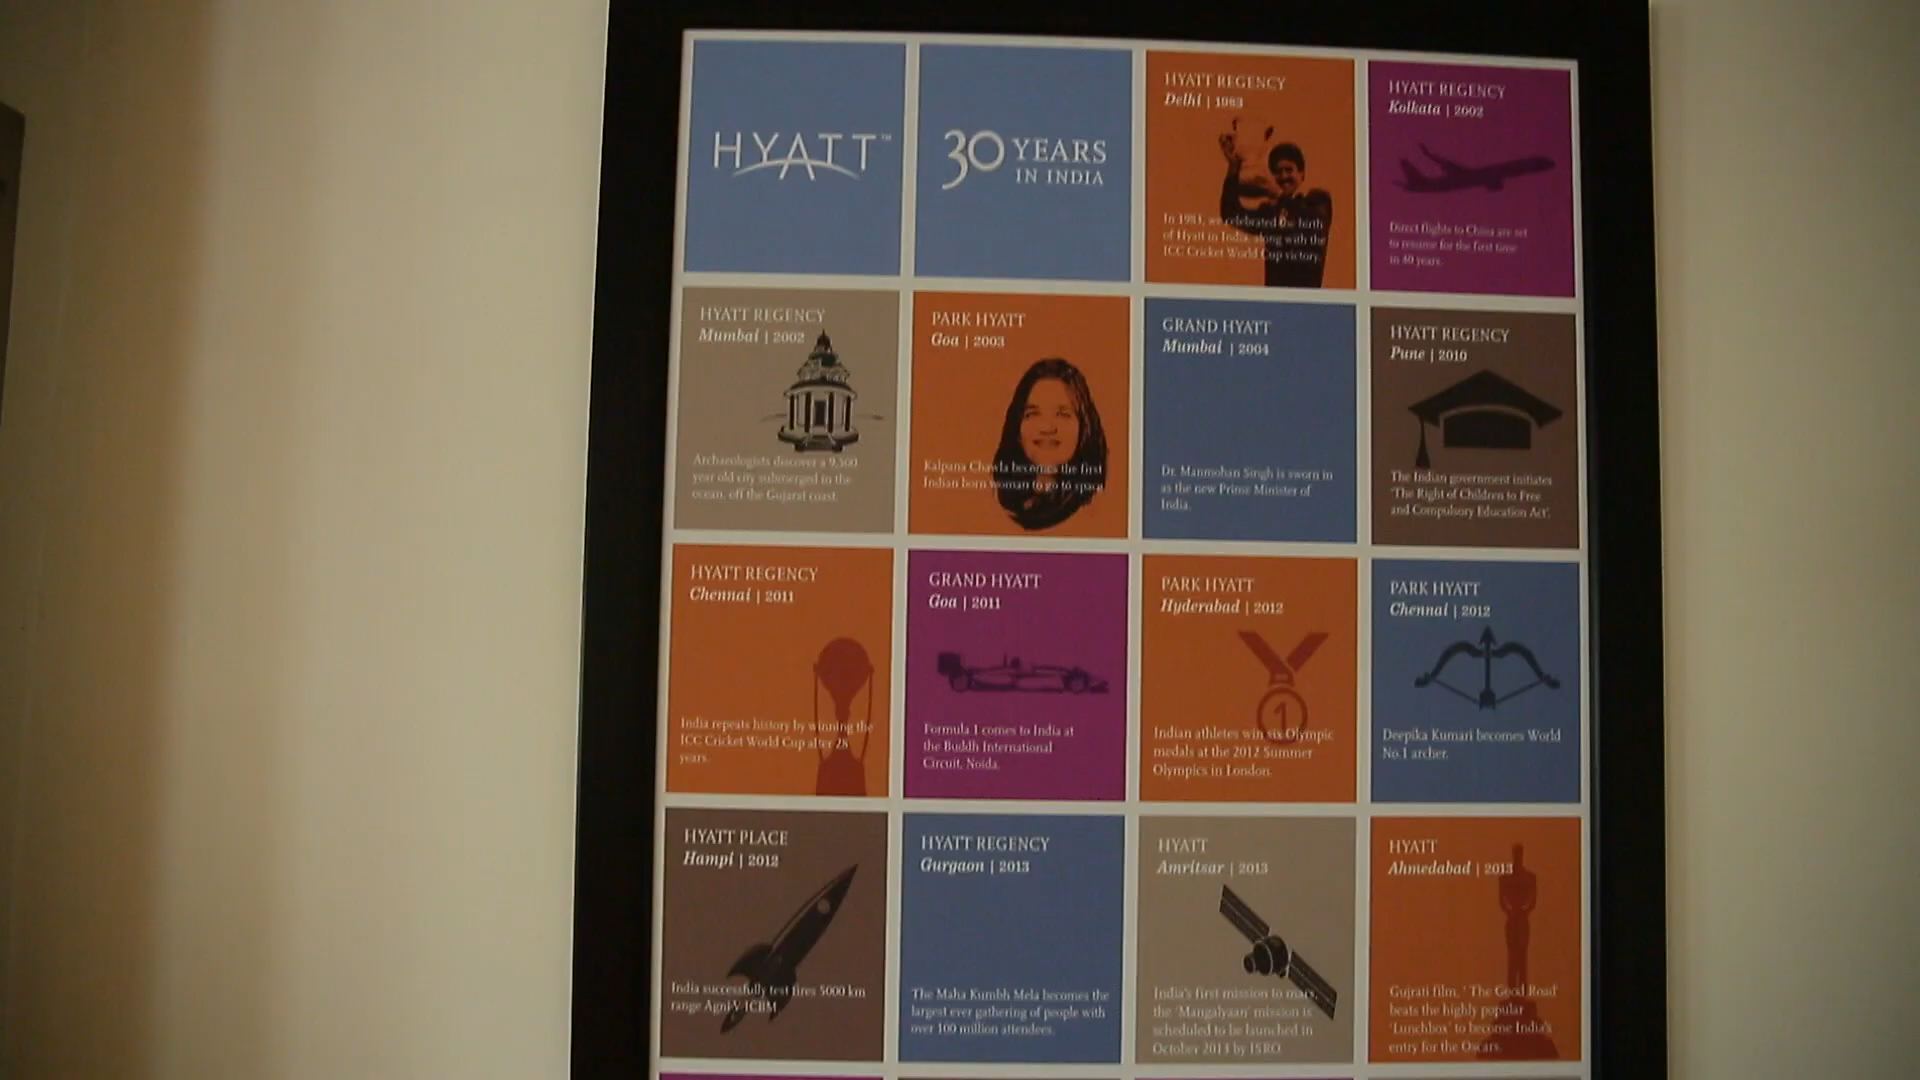 HYATT™
30 YEARS
IN INDIA
HYATT REGENCY
Delhi | 1983
In 1983, we celebrated the birth
of Hyatt in India, along with the
ICC Cricket World Cup victory.
HYATT REGENCY
Kolkata | 2002
Direct flights to China are set
to resume for the first time
in 40 years.
HYATT REGENCY
Mumbai | 2002
Archaeologists discover a 9,500
year old city submerged in the
ocean, off the Gujarat coast.
PARK HYATT
Goa | 2003
Kalpana Chawla becomes the first
Indian born woman to go to space.
GRAND HYATT
Mumbai | 2004
Dr. Manmohan Singh is sworn in
as the new Prime Minister of
India.
HYATT REGENCY
Pune | 2010
The Indian government initiates
'The Right of Children to Free
and Compulsory Education Act'.
HYATT REGENCY
Chennai | 2011
India repeats history by winning the
ICC Cricket World Cup after 28
years.
GRAND HYATT
Goa | 2011
Formula 1 comes to India at
the Buddh International
Circuit, Noida.
PARK HYATT
Hyderabad | 2012
1
Indian athletes win six Olympic
medals at the 2012 Summer
Olympics in London.
PARK HYATT
Chennai | 2012
Deepika Kumari becomes World
No.1 archer.
HYATT PLACE
Hampi | 2012
India successfully test fires 5000 km
range Agni-V ICBM
HYATT REGENCY
Gurgaon | 2013
The Maha Kumbh Mela becomes the
largest ever gathering of people with
over 100 million attendees.
HYATT
Amritsar | 2013
India's first mission to mars,
the 'Mangalyaan' mission is
scheduled to be launched in
October 2013 by ISRO.
HYATT
Ahmedabad | 2013
Gujrati film, 'The Good Road'
beats the highly popular
'Lunchbox' to become India's
entry for the Oscars.